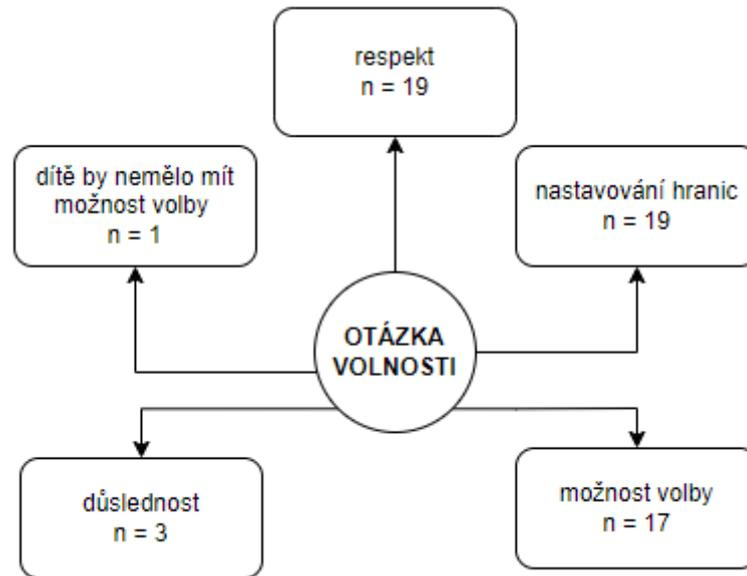 respekt
n = 19
dítě by nemělo mít
možnost volby
n = 1
nastavování hranic
n = 19
OTÁZKA
VOLNOSTI
důslednost
n = 3
možnost volby
n = 17